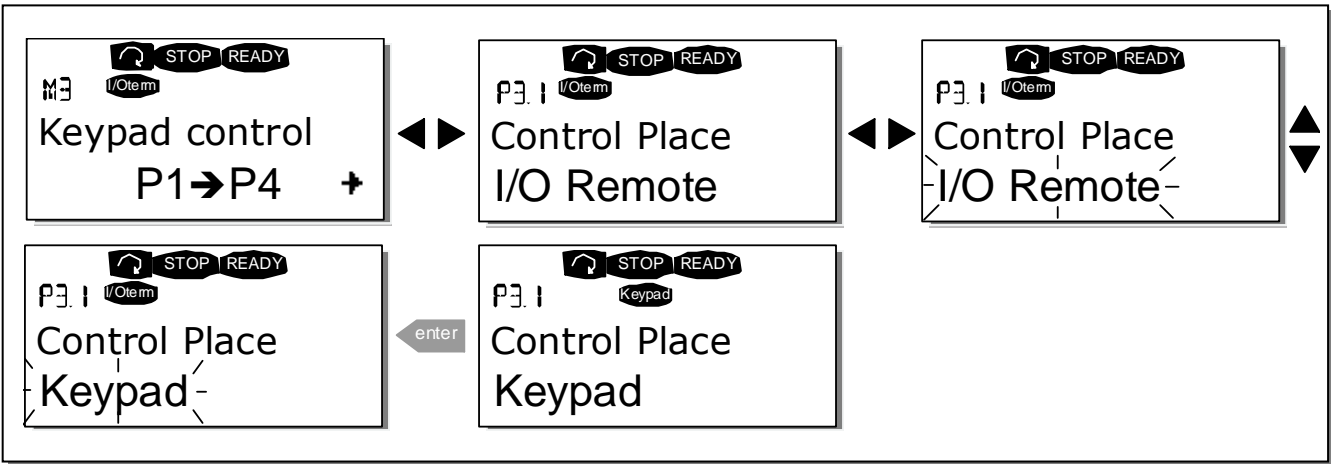 STOP READY
M3 I/Oterm
Keypad control
P1➔P4
STOP READY
P3.1 I/Oterm
Control Place
I/O Remote
STOP READY
P3.1 I/Oterm
Control Place
I/O Remote
STOP READY
P3.1 I/Oterm
Control Place
Keypad
enter
STOP READY
P3.1 Keypad
Control Place
Keypad